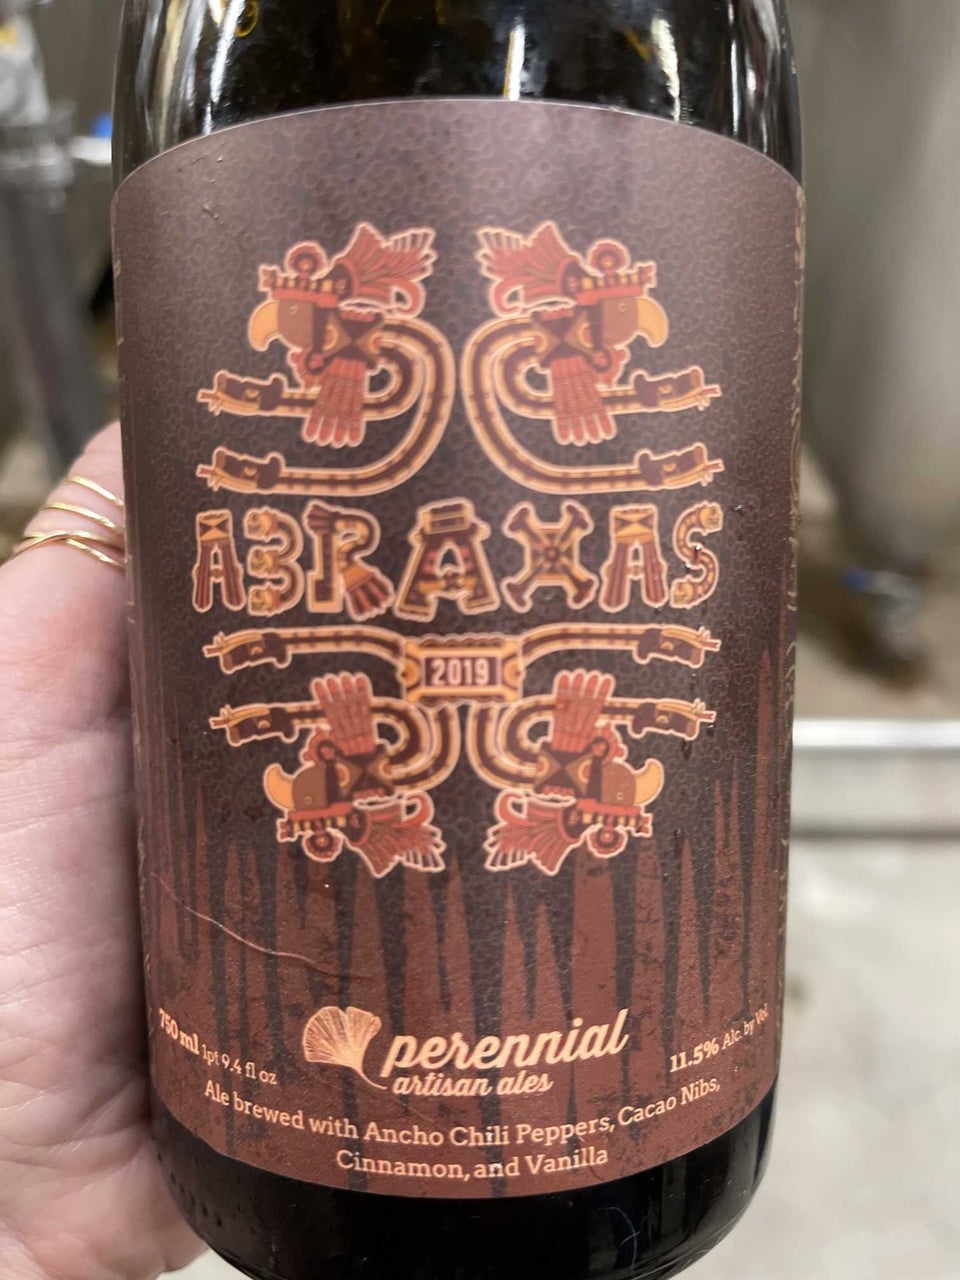 ABRAXAS
2019
perennial
artisan ales
750 ml 1pt 9.4 fl oz
11.5% Alc. by Vol.
Ale brewed with Ancho Chili Peppers, Cacao Nibs,
Cinnamon, and Vanilla